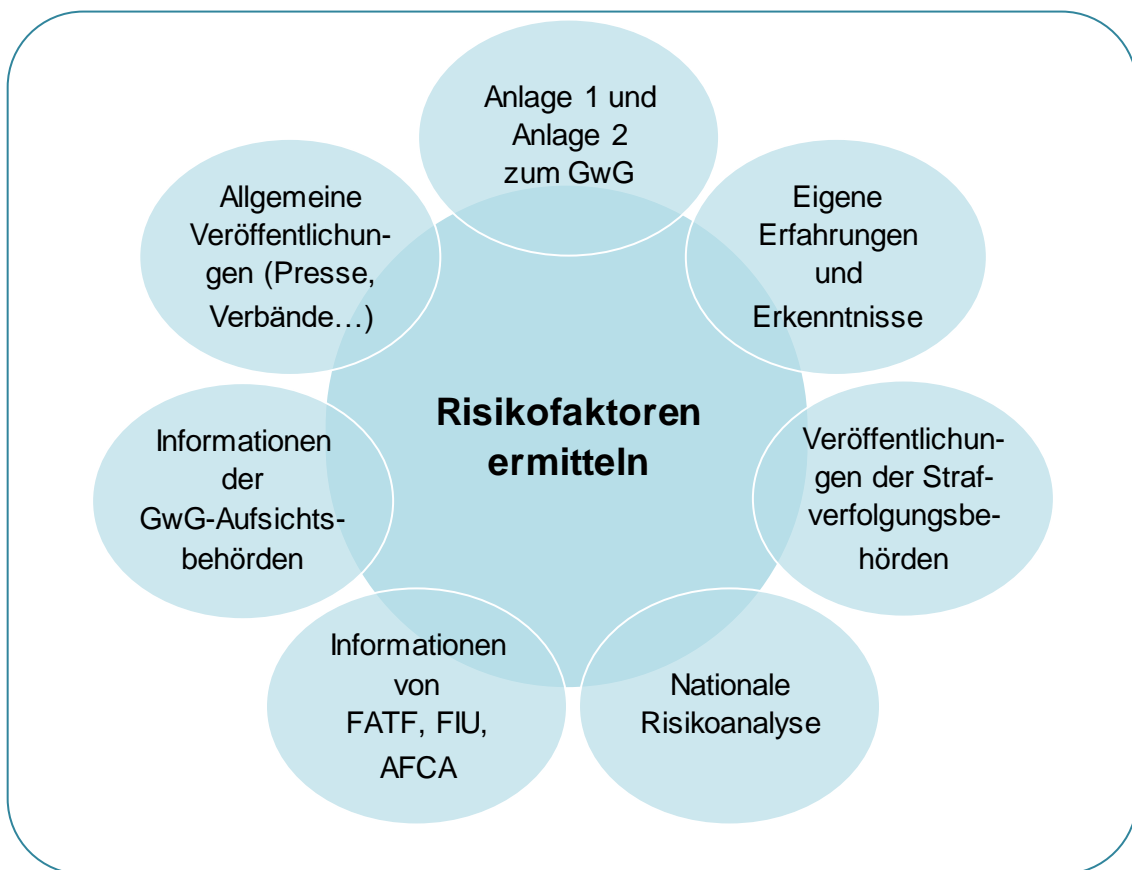 Anlage 1 und
Anlage 2
zum GwG
Eigene
Erfahrungen
und
Erkenntnisse
Veröffentlichun-
gen der Straf-
verfolgungsbe-
hörden
Nationale
Risikoanalyse
Informationen
von
FATF, FIU,
AFCA
Informationen
der
GwG-Aufsichts-
behörden
Allgemeine
Veröffentlichun-
gen (Presse,
Verbände…)
Risikofaktoren
ermitteln